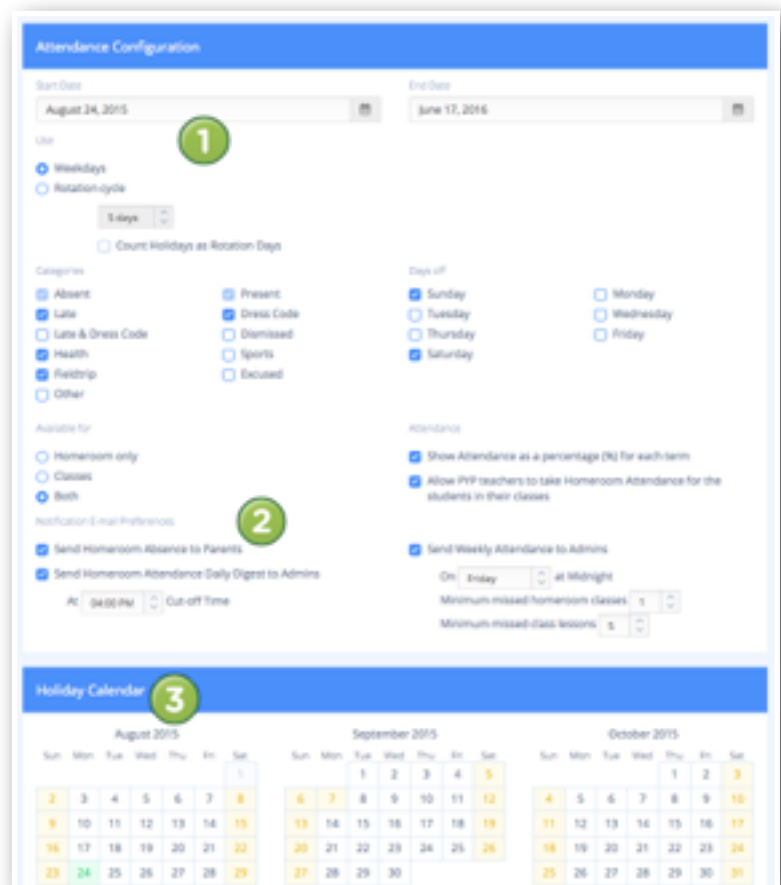 Attendance Configuration
Start Date
End Date
August 24, 2015
June 17, 2016
1
Use
Weekdays
Rotation cycle
5 days
Count Holidays as Rotation Days
Categories
Days off
Absent
Present
Sunday
Monday
Late
Dress Code
Tuesday
Wednesday
Late & Dress Code
Dismissed
Thursday
Friday
Health
Sports
Saturday
Fieldtrip
Excused
Other
Available for
Attendance
Homeroom only
Show Attendance as a percentage (%) for each term
Classes
Allow PYP teachers to take Homeroom Attendance for the
students in their classes
Both
2
Notification E-mail Preferences
Send Homeroom Absence to Parents
Send Weekly Attendance to Admins
Send Homeroom Attendance Daily Digest to Admins
On Friday at Midnight
At 04:00 PM Cut-off Time
Minimum missed homeroom classes 1
Minimum missed class lessons 5
Holiday Calendar
3
August 2015
September 2015
October 2015
Sun Mon Tue Wed Thu Fri Sat
Sun Mon Tue Wed Thu Fri Sat
Sun Mon Tue Wed Thu Fri Sat
1
1 2 3 4 5
1 2 3
2 3 4 5 6 7 8
6 7 8 9 10 11 12
4 5 6 7 8 9 10
9 10 11 12 13 14 15
13 14 15 16 17 18 19
11 12 13 14 15 16 17
16 17 18 19 20 21 22
20 21 22 23 24 25 26
18 19 20 21 22 23 24
23 24 25 26 27 28 29
27 28 29 30
25 26 27 28 29 30 31